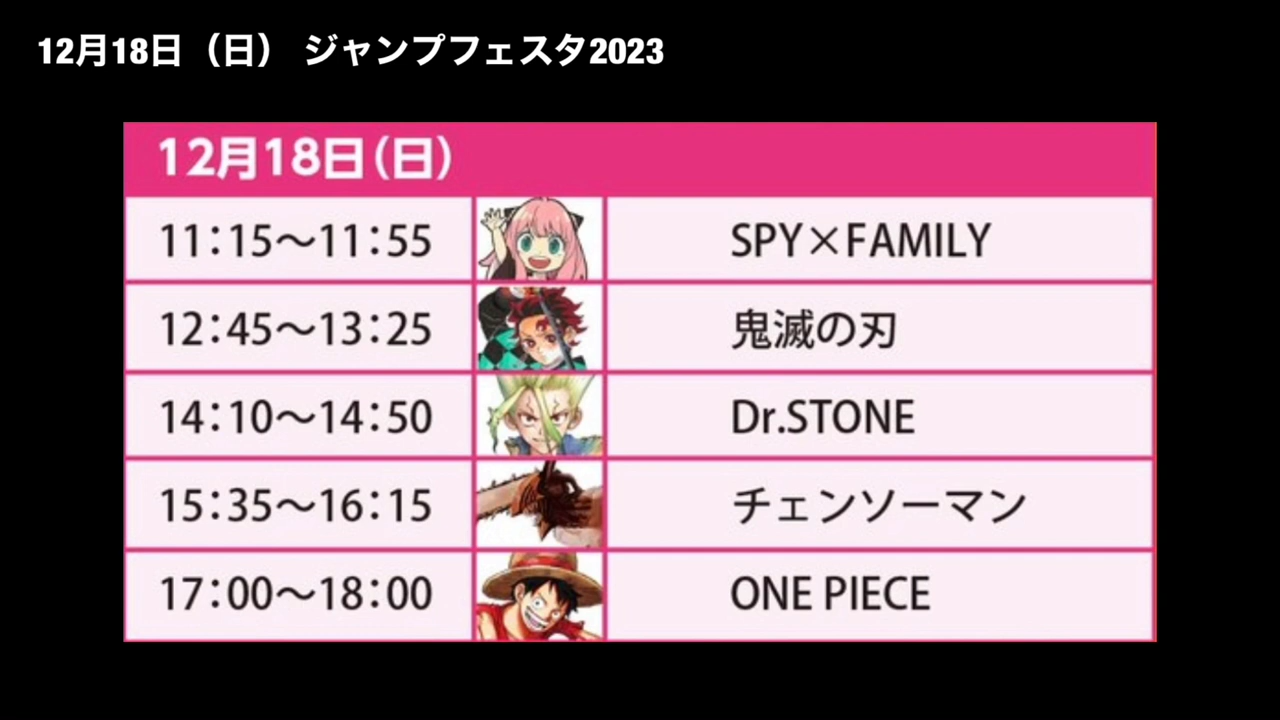 12月18日（日） ジャンプフェスタ2023
12月18日(日)
11:15〜11:55 SPY×FAMILY
12:45〜13:25 鬼滅の刃
14:10〜14:50 Dr.STONE
15:35〜16:15 チェンソーマン
17:00〜18:00 ONE PIECE